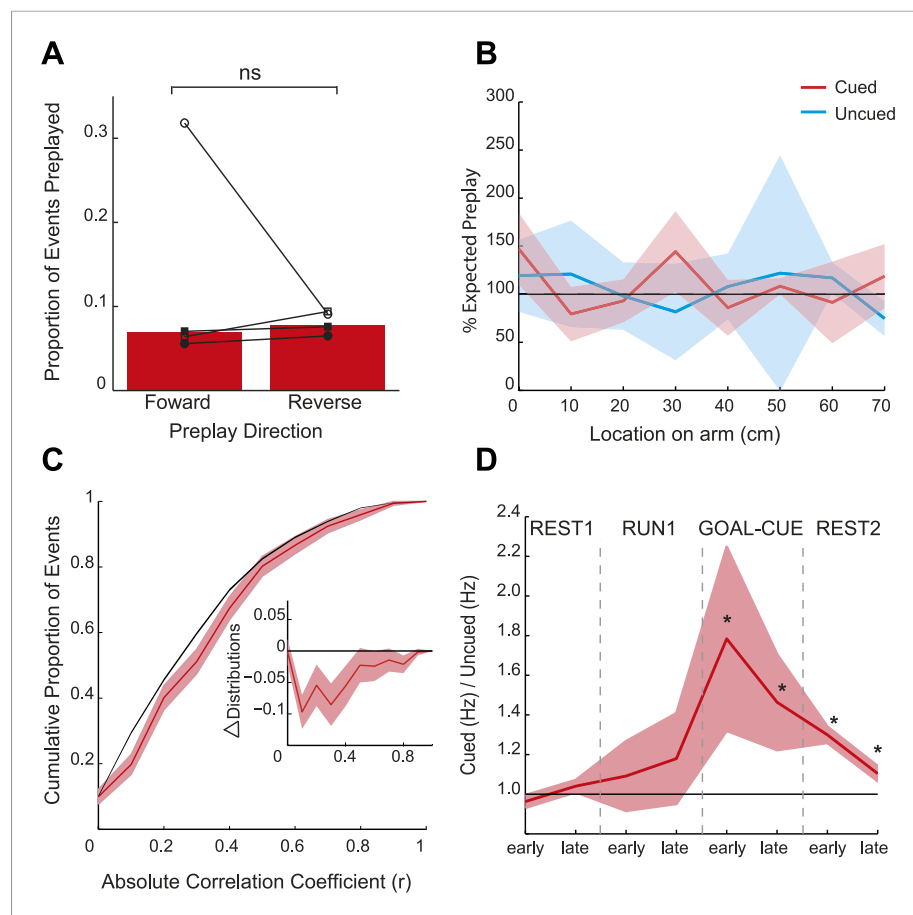 A
ns
Proportion of Events Preplayed
0.3
0.2
0.1
0
Foward
Reverse
Preplay Direction
B
Cued
Uncued
% Expected Preplay
300
250
200
150
100
50
0
0 10 20 30 40 50 60 70
Location on arm (cm)
C
Cumulative Proportion of Events
1
0.8
0.6
0.4
0.2
0 0.2 0.4 0.6 0.8 1
Absolute Correlation Coefficient (r)
△Distributions
0.05
0
−0.05
−0.1
0 0.4 0.8
D
Cued (Hz) / Uncued (Hz)
2.4
2.2
2.0
1.8
1.6
1.4
1.2
1.0
REST1 RUN1 GOAL-CUE REST2
* * * *
early late early late early late early late